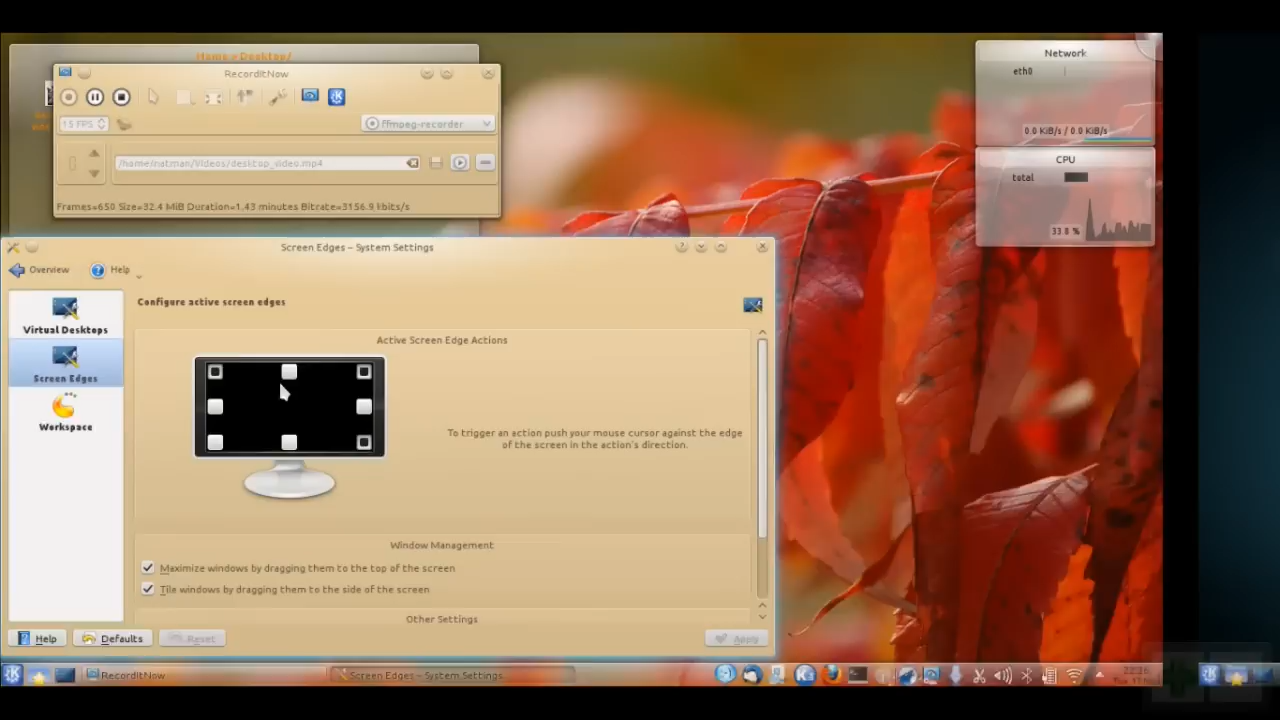 Home » Desktop/
RecordItNow
15 FPS
ffmpeg-recorder
/home/natman/Videos/desktop_video.mp4
Frames=650 Size=32.4 MiB Duration=1.43 minutes Bitrate=3156.9 kbits/s
Network
eth0
0.0 KiB/s / 0.0 KiB/s
CPU
total
33.8 %
Screen Edges – System Settings
Overview
Help
Virtual Desktops
Screen Edges
Workspace
Configure active screen edges
Active Screen Edge Actions
To trigger an action push your mouse cursor against the edge
of the screen in the action's direction.
Window Management
Maximize windows by dragging them to the top of the screen
Tile windows by dragging them to the side of the screen
Other Settings
Help
Defaults
Reset
Apply
RecordItNow
Screen Edges – System Settings
22:26